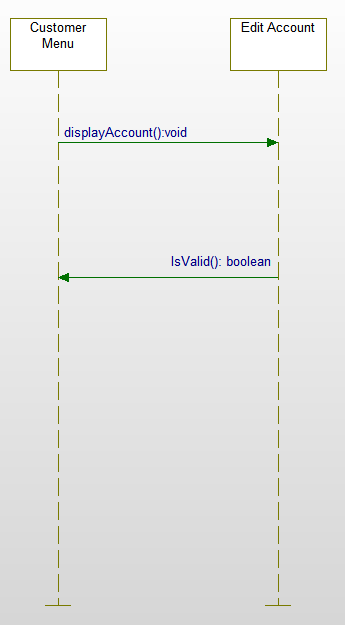 Customer
Menu
Edit Account
displayAccount():void
IsValid(): boolean